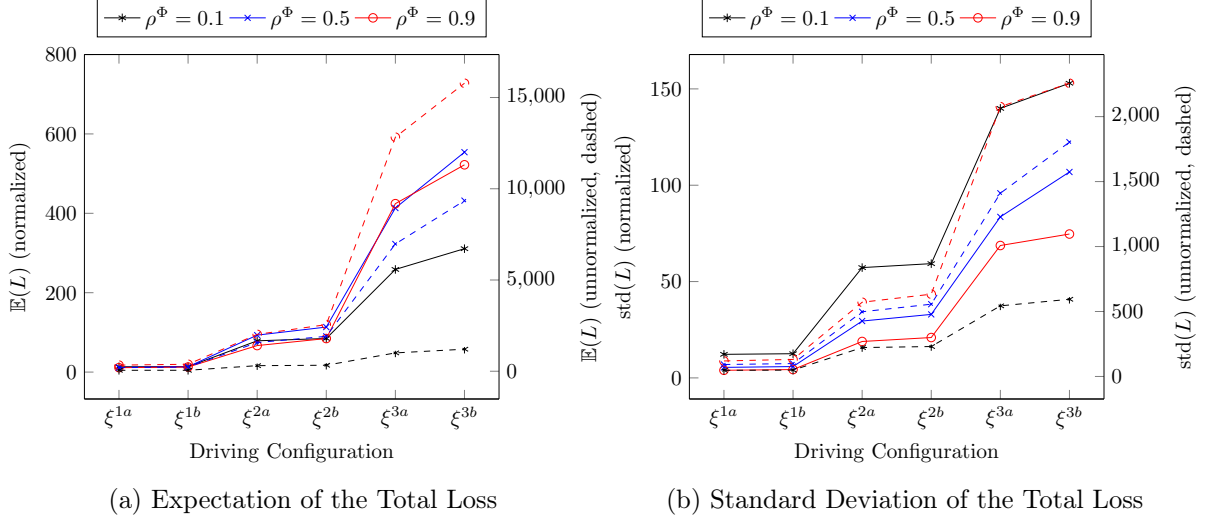 ρ^Φ = 0.1 ρ^Φ = 0.5 ρ^Φ = 0.9
800
600
400
200
0
𝔼(L) (normalized)
15,000
10,000
5,000
0
𝔼(L) (unnormalized, dashed)
ξ^{1a} ξ^{1b} ξ^{2a} ξ^{2b} ξ^{3a} ξ^{3b}
Driving Configuration
(a) Expectation of the Total Loss
ρ^Φ = 0.1 ρ^Φ = 0.5 ρ^Φ = 0.9
150
100
50
0
std(L) (normalized)
2,000
1,500
1,000
500
0
std(L) (unnormalized, dashed)
ξ^{1a} ξ^{1b} ξ^{2a} ξ^{2b} ξ^{3a} ξ^{3b}
Driving Configuration
(b) Standard Deviation of the Total Loss